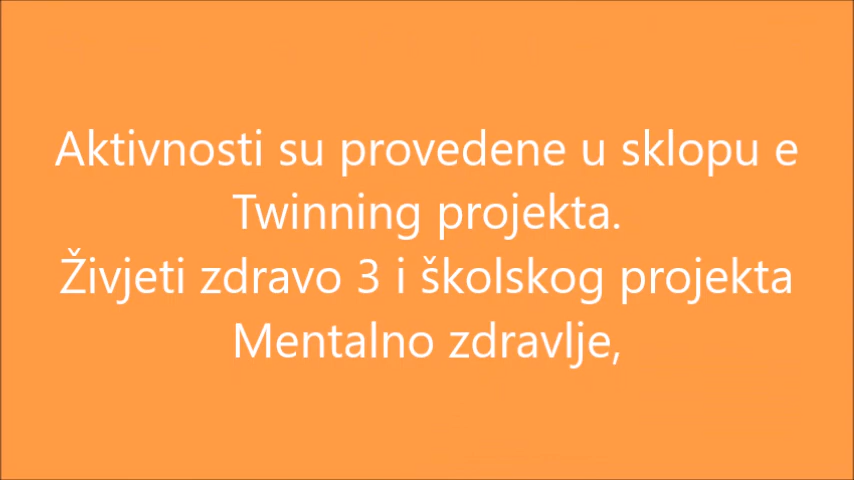 Aktivnosti su provedene u sklopu e
Twinning projekta.
Živjeti zdravo 3 i školskog projekta
Mentalno zdravlje,